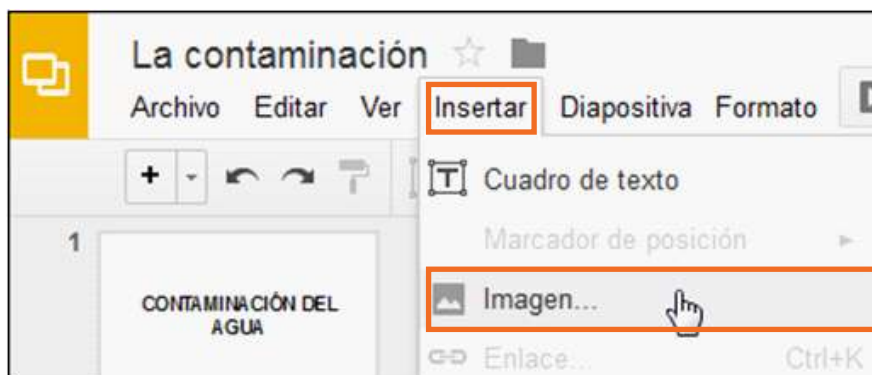 La contaminación
Archivo Editar Ver Insertar Diapositiva Formato
Cuadro de texto
Marcador de posición
1
CONTAMINACIÓN DEL
AGUA
Imagen...
Enlace... Ctrl+K